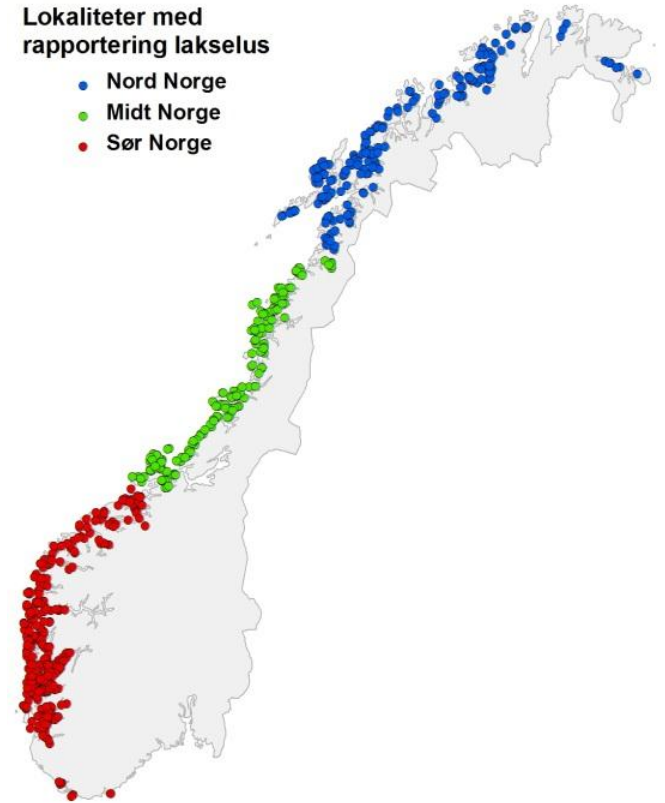 Lokaliteter med
rapportering lakselus
Nord Norge
Midt Norge
Sør Norge